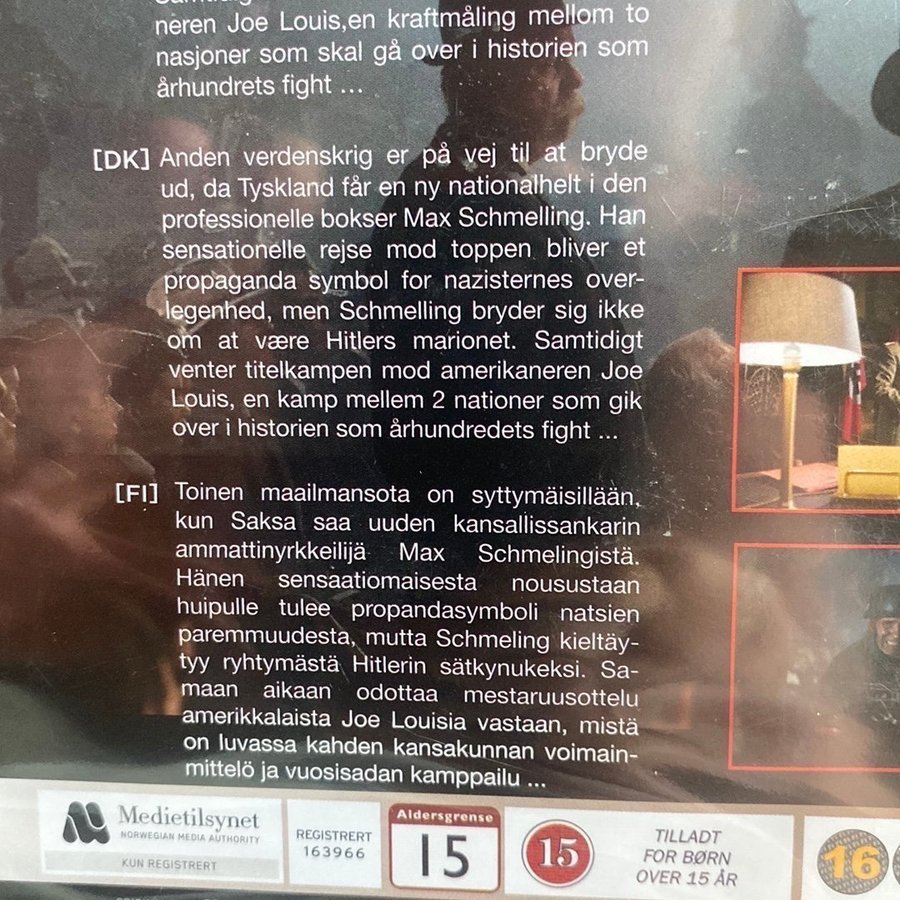 neren Joe Louis,en kraftmåling mellom to
nasjoner som skal gå over i historien som
århundrets fight ...
[DK] Anden verdenskrig er på vej til at bryde
ud, da Tyskland får en ny nationalhelt i den
professionelle bokser Max Schmelling. Han
sensationelle rejse mod toppen bliver et
propaganda symbol for nazisternes over-
legenhed, men Schmelling bryder sig ikke
om at være Hitlers marionet. Samtidigt
venter titelkampen mod amerikaneren Joe
Louis, en kamp mellem 2 nationer som gik
over i historien som århundredets fight ...
[FI] Toinen maailmansota on syttymäisillään,
kun Saksa saa uuden kansallissankarin
ammattinyrkkeilijä Max Schmelingistä.
Hänen sensaatiomaisesta noususta​an
huipulle tulee propandasymboli natsien
paremmuudesta, mutta Schmeling kieltäy-
tyy ryhtymästä Hitlerin sätkynukeksi. Sa-
maan aikaan odottaa mestaruusottelu
amerikkalaista Joe Louisia vastaan, mistä
on luvassa kahden kansakunnan voimain-
mittelö ja vuosisadan kamppailu ...
Medietilsynet
NORWEGIAN MEDIA AUTHORITY
KUN REGISTRERT
REGISTRERT
163966
Aldersgrense
15
15
TILLADT
FOR BØRN
OVER 15 ÅR
16